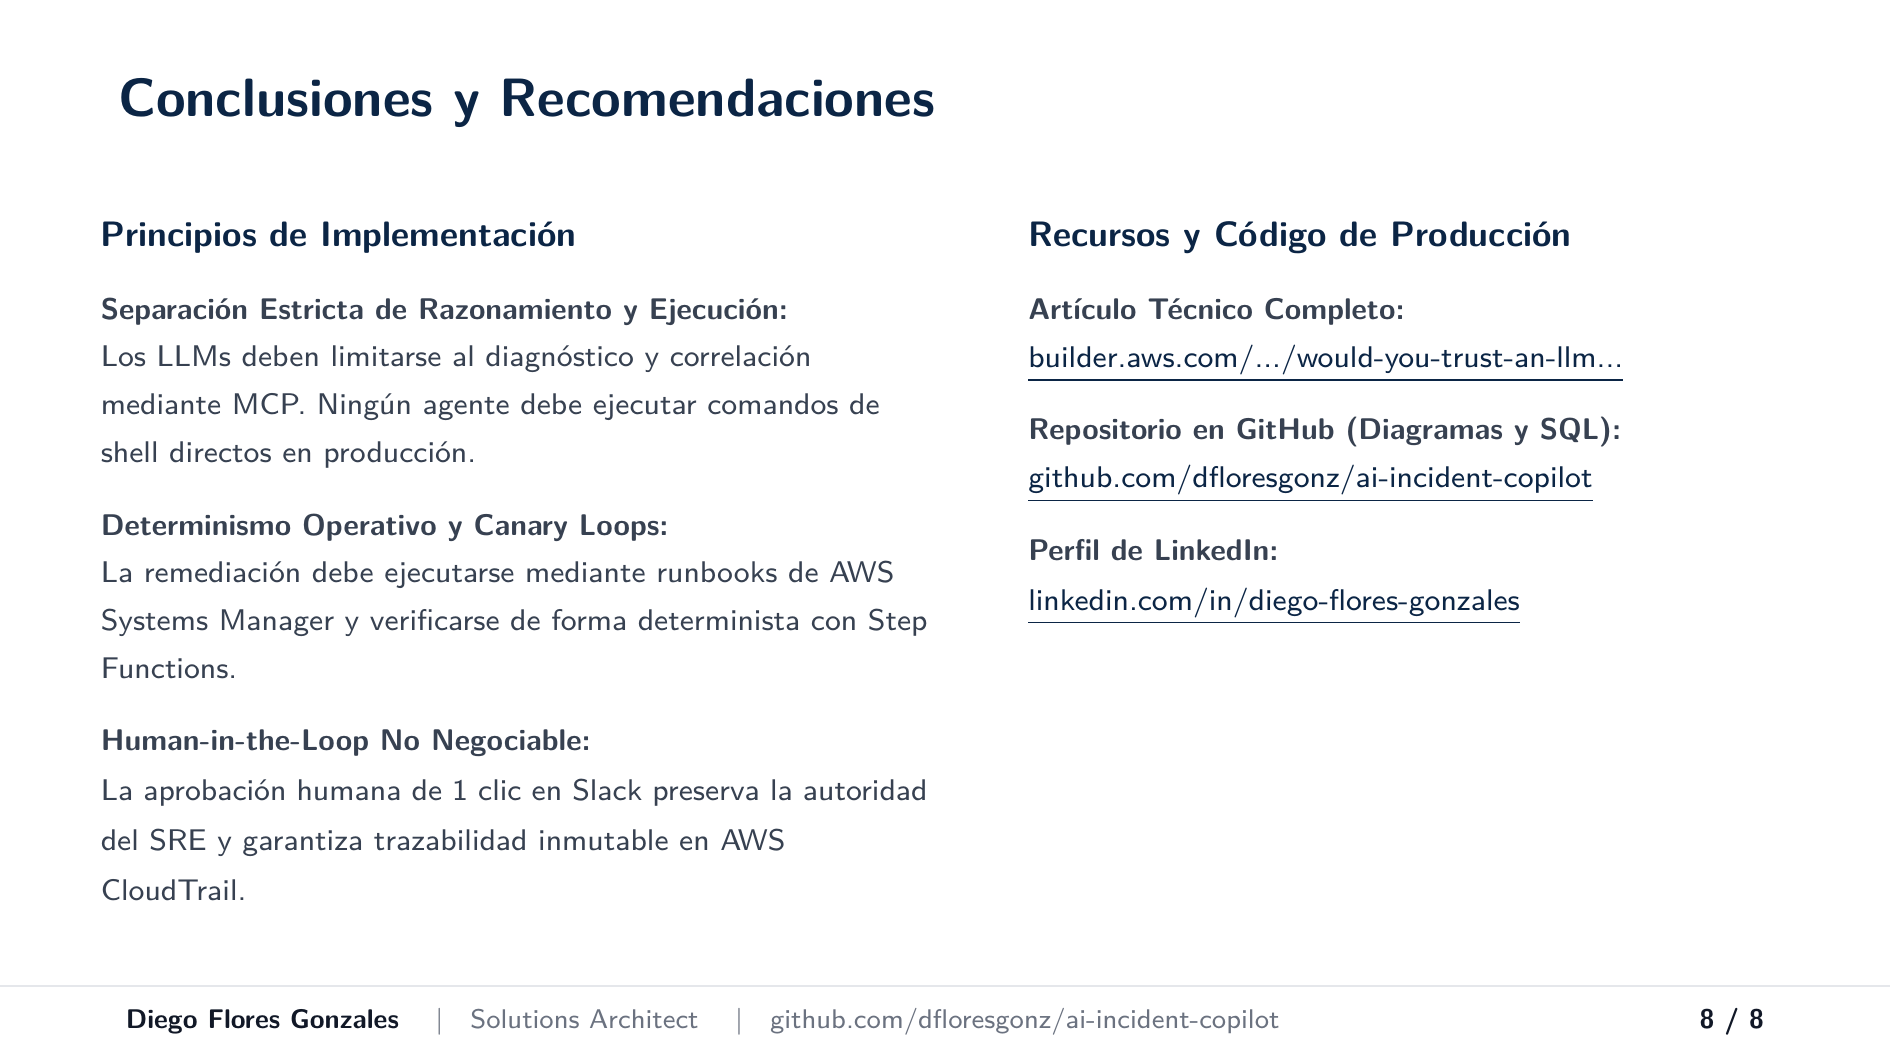 Conclusiones y Recomendaciones
Principios de Implementación
Separación Estricta de Razonamiento y Ejecución:
Los LLMs deben limitarse al diagnóstico y correlación
mediante MCP. Ningún agente debe ejecutar comandos de
shell directos en producción.
Determinismo Operativo y Canary Loops:
La remediación debe ejecutarse mediante runbooks de AWS
Systems Manager y verificarse de forma determinista con Step
Functions.
Human-in-the-Loop No Negociable:
La aprobación humana de 1 clic en Slack preserva la autoridad
del SRE y garantiza trazabilidad inmutable en AWS
CloudTrail.
Recursos y Código de Producción
Artículo Técnico Completo:
builder.aws.com/.../would-you-trust-an-llm...
Repositorio en GitHub (Diagramas y SQL):
github.com/dfloresgonz/ai-incident-copilot
Perfil de LinkedIn:
linkedin.com/in/diego-flores-gonzales
Diego Flores Gonzales | Solutions Architect | github.com/dfloresgonz/ai-incident-copilot 8 / 8